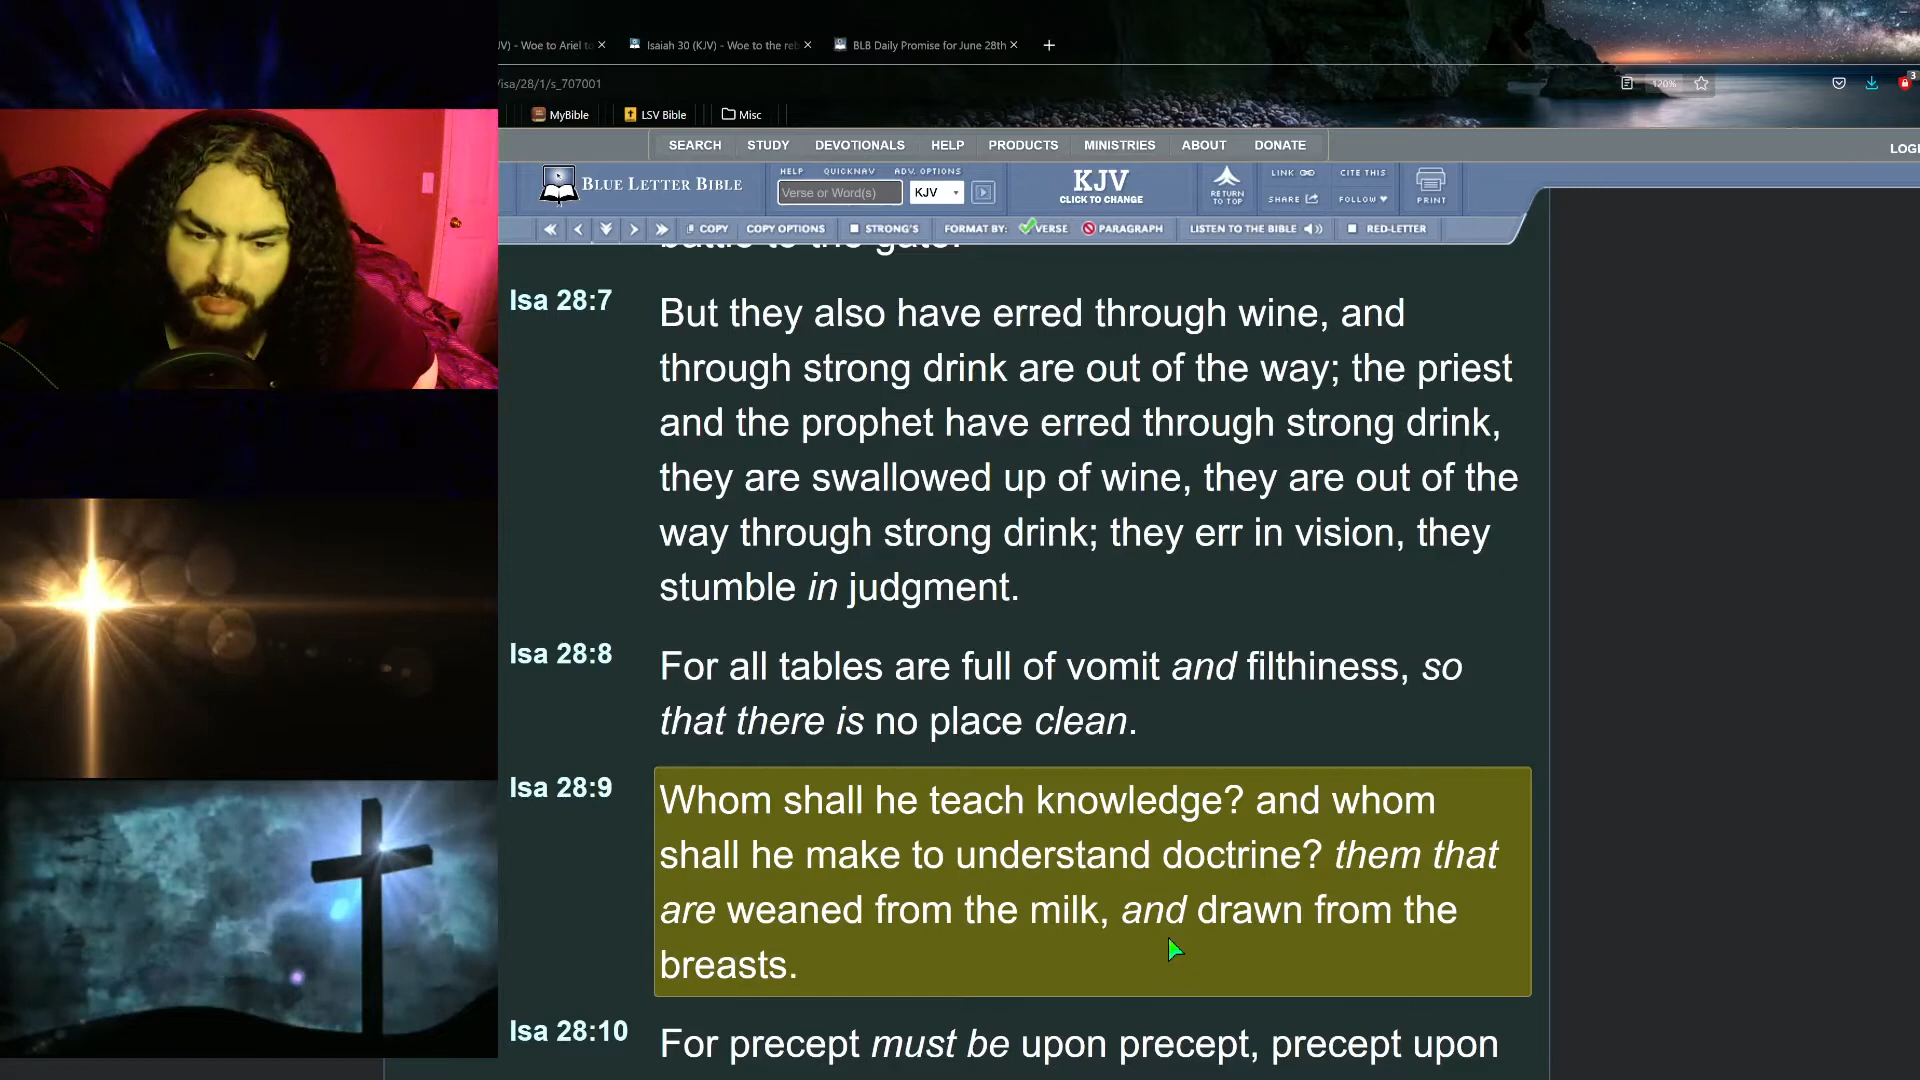 V) - Woe to Ariel to
Isaiah 30 (KJV) - Woe to the reb
BLB Daily Promise for June 28th
/isa/28/1/s_707001
120%
3
MyBible
LSV Bible
Misc
SEARCH STUDY DEVOTIONALS HELP PRODUCTS MINISTRIES ABOUT DONATE
LOG
BLUE LETTER BIBLE
HELP QUICKNAV ADV. OPTIONS
Verse or Word(s) KJV
KJV
CLICK TO CHANGE
RETURN TO TOP
LINK CITE THIS
SHARE FOLLOW
PRINT
COPY COPY OPTIONS STRONG'S FORMAT BY: VERSE PARAGRAPH LISTEN TO THE BIBLE RED-LETTER
battle to the gate.
Isa 28:7 But they also have erred through wine, and
through strong drink are out of the way; the priest
and the prophet have erred through strong drink,
they are swallowed up of wine, they are out of the
way through strong drink; they err in vision, they
stumble in judgment.
Isa 28:8 For all tables are full of vomit and filthiness, so
that there is no place clean.
Isa 28:9 Whom shall he teach knowledge? and whom
shall he make to understand doctrine? them that
are weaned from the milk, and drawn from the
breasts.
Isa 28:10 For precept must be upon precept, precept upon